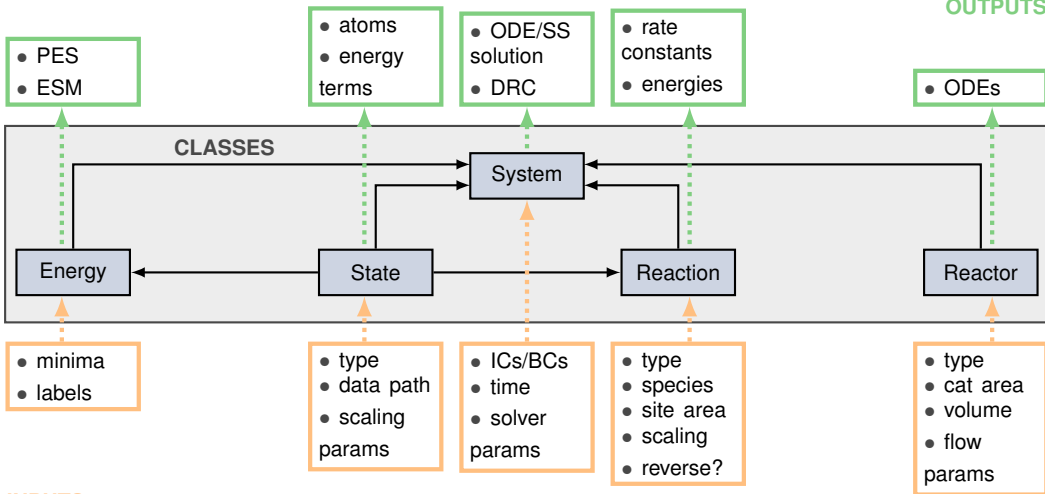 OUTPUTS
• PES
• ESM
• atoms
• energy
terms
• ODE/SS
solution
• DRC
• rate
constants
• energies
• ODEs
CLASSES
System
Energy
State
Reaction
Reactor
• minima
• labels
• type
• data path
• scaling
params
• ICs/BCs
• time
• solver
params
• type
• species
• site area
• scaling
• reverse?
• type
• cat area
• volume
• flow
params